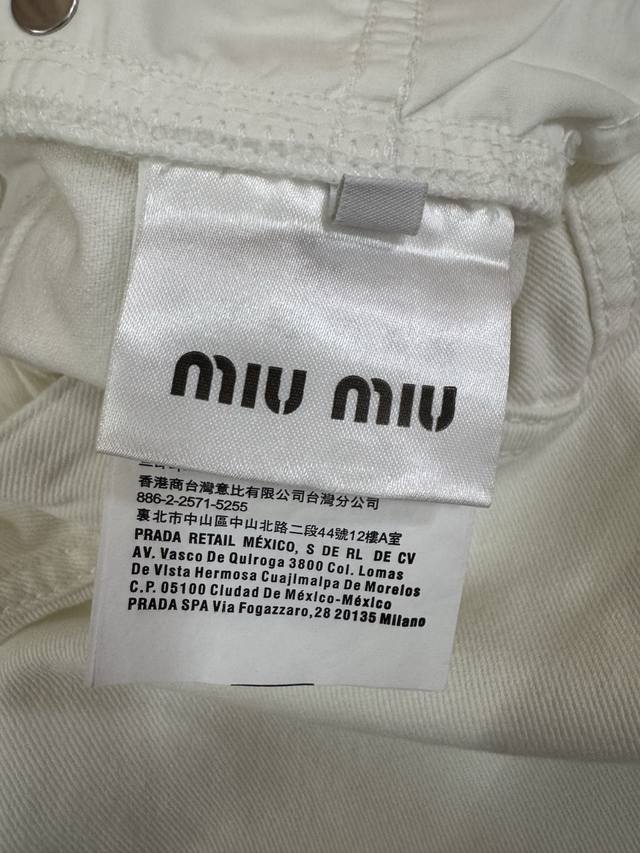 miu miu
香港商台灣意比有限公司台灣分公司
886-2-2571-5255
裏北市中山區中山北路二段44號12樓A室
PRADA RETAIL MÉXICO, S DE RL DE CV
AV. Vasco De Quiroga 3800 Col. Lomas
De Vista Hermosa Cuajimalpa De Morelos
C.P. 05100 Ciudad De México-México
PRADA SPA Via Fogazzaro,28 20135 Milano